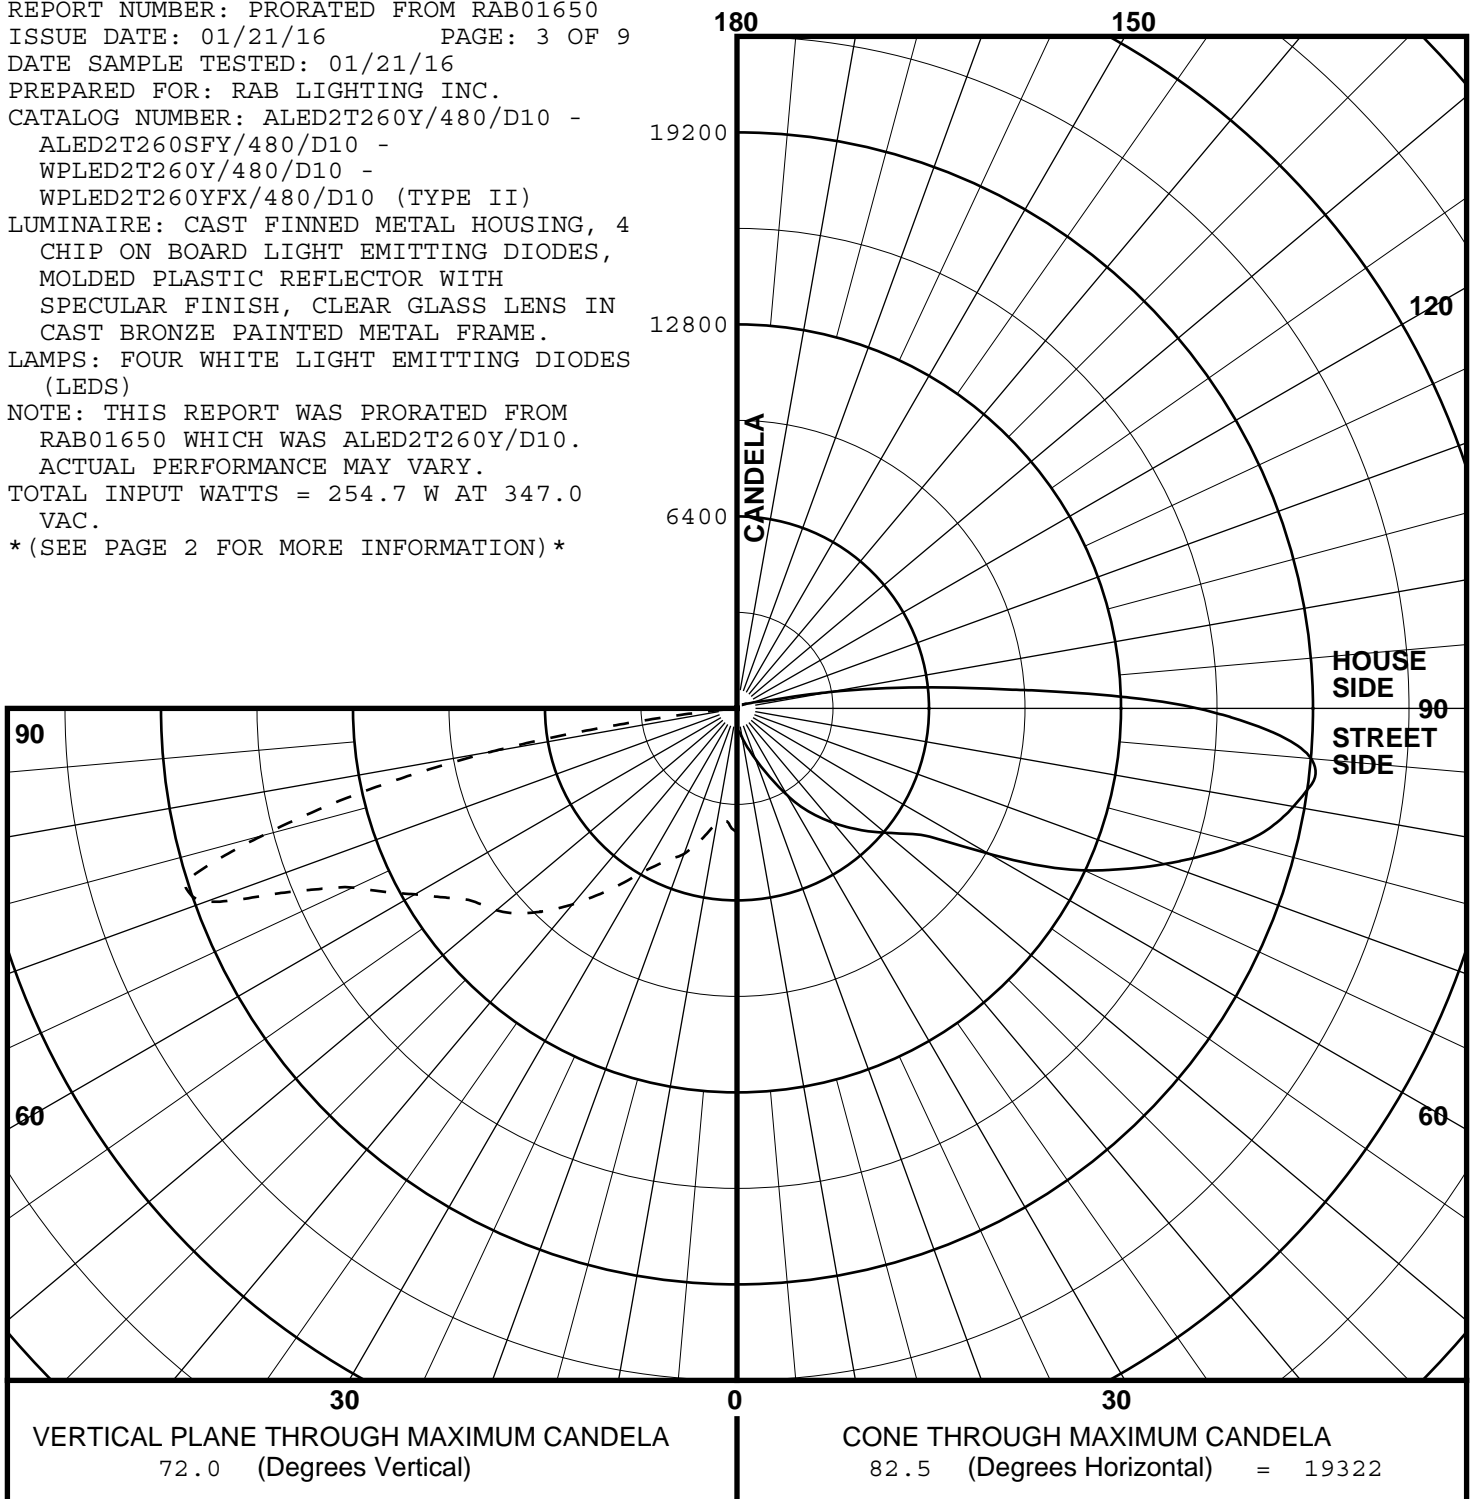 REPORT NUMBER: PRORATED FROM RAB01650
ISSUE DATE: 01/21/16 PAGE: 3 OF 9
DATE SAMPLE TESTED: 01/21/16
PREPARED FOR: RAB LIGHTING INC.
CATALOG NUMBER: ALED2T260Y/480/D10 -
ALED2T260SFY/480/D10 -
WPLED2T260Y/480/D10 -
WPLED2T260YFX/480/D10 (TYPE II)
LUMINAIRE: CAST FINNED METAL HOUSING, 4
CHIP ON BOARD LIGHT EMITTING DIODES,
MOLDED PLASTIC REFLECTOR WITH
SPECULAR FINISH, CLEAR GLASS LENS IN
CAST BRONZE PAINTED METAL FRAME.
LAMPS: FOUR WHITE LIGHT EMITTING DIODES
(LEDS)
NOTE: THIS REPORT WAS PRORATED FROM
RAB01650 WHICH WAS ALED2T260Y/D10.
ACTUAL PERFORMANCE MAY VARY.
TOTAL INPUT WATTS = 254.7 W AT 347.0
VAC.
*(SEE PAGE 2 FOR MORE INFORMATION)*
180
150
19200
120
12800
CANDELA
6400
HOUSE
SIDE
90
90
STREET
SIDE
60
60
30
0
30
VERTICAL PLANE THROUGH MAXIMUM CANDELA
72.0 (Degrees Vertical)
CONE THROUGH MAXIMUM CANDELA
82.5 (Degrees Horizontal) = 19322